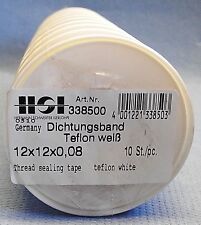 HSI
Art.Nr.
338500
4 001221 338503
0310
Germany Dichtungsband
Teflon weiß
12x12x0,08
10 St./pc.
Thread sealing tape teflon white